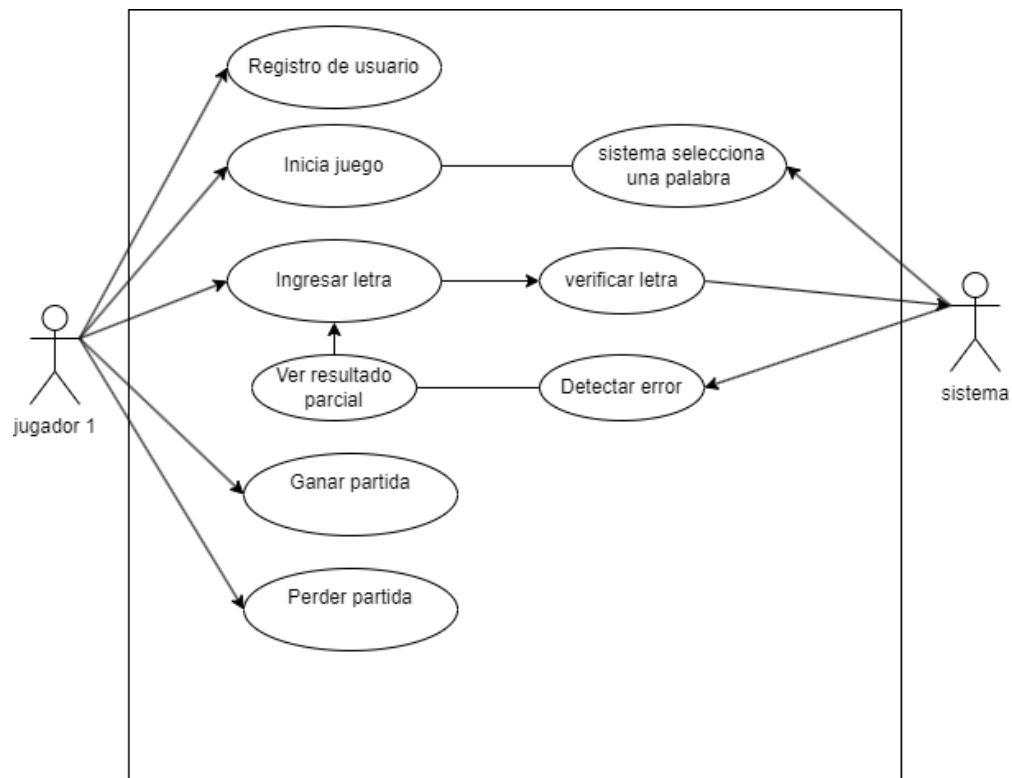 Registro de usuario
Inicia juego
sistema selecciona
una palabra
Ingresar letra
verificar letra
Ver resultado
parcial
Detectar error
jugador 1
sistema
Ganar partida
Perder partida